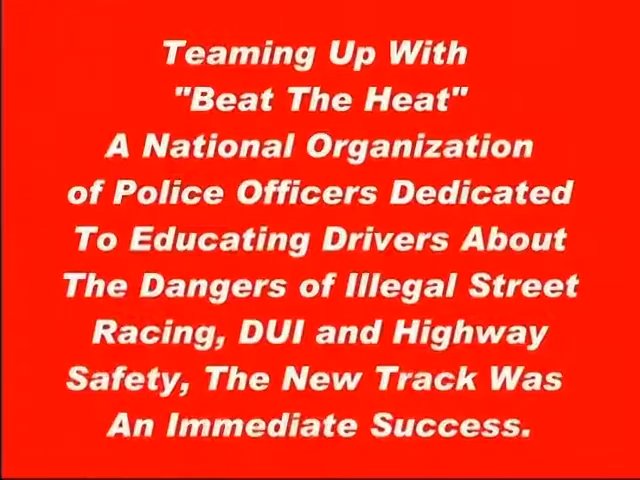 Teaming Up With
"Beat The Heat"
A National Organization
of Police Officers Dedicated
To Educating Drivers About
The Dangers of Illegal Street
Racing, DUI and Highway
Safety, The New Track Was
An Immediate Success.